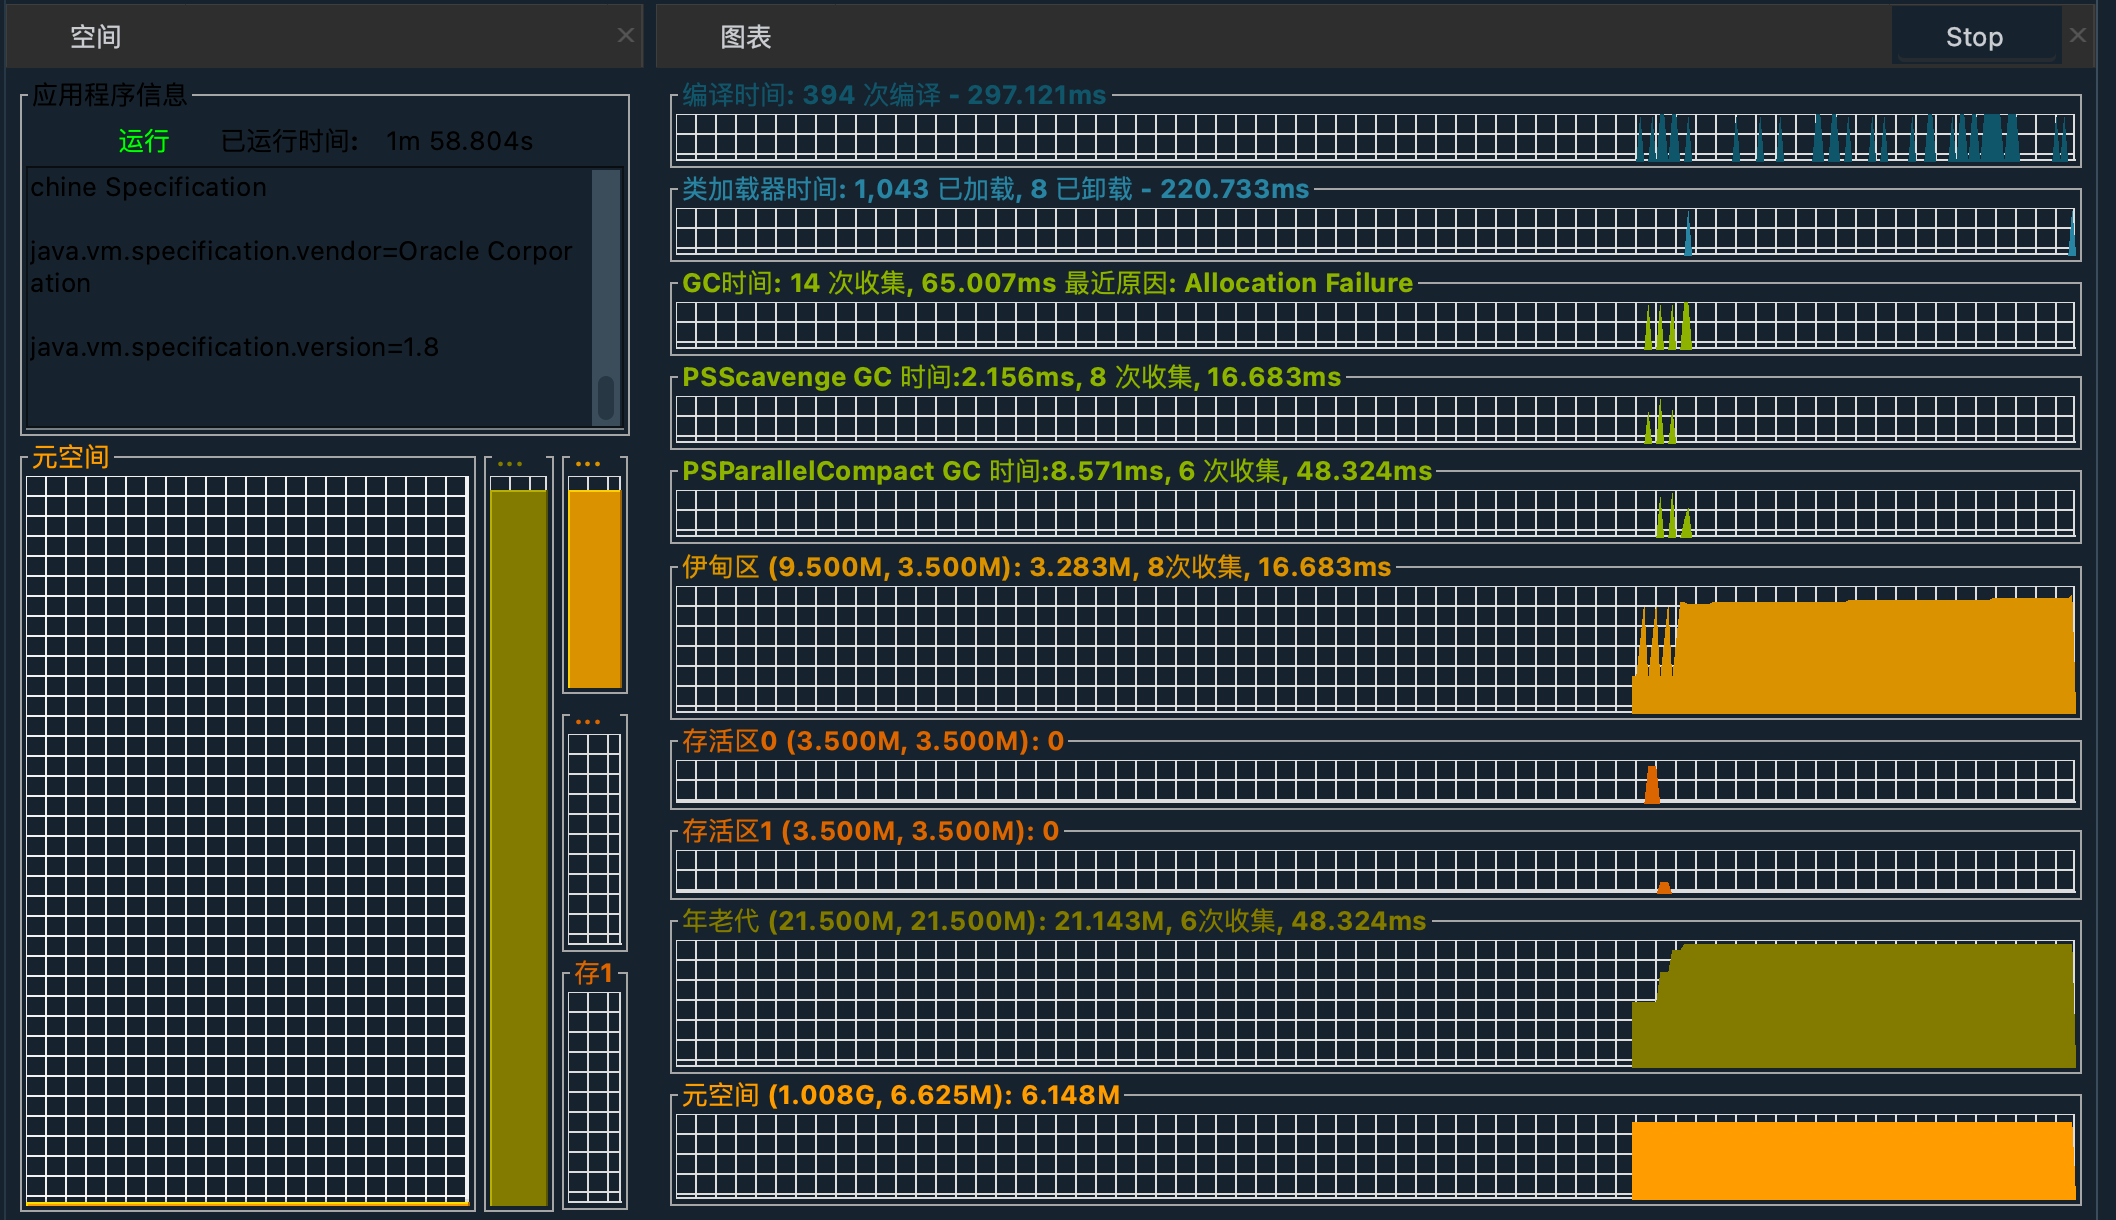 空间
应用程序信息
运行 已运行时间: 1m 58.804s
chine Specification
java.vm.specification.vendor=Oracle Corpor
ation
java.vm.specification.version=1.8
元空间
...
...
...
存1
图表
Stop
编译时间: 394 次编译 - 297.121ms
类加载器时间: 1,043 已加载, 8 已卸载 - 220.733ms
GC时间: 14 次收集, 65.007ms 最近原因: Allocation Failure
PSScavenge GC 时间:2.156ms, 8 次收集, 16.683ms
PSParallelCompact GC 时间:8.571ms, 6 次收集, 48.324ms
伊甸区 (9.500M, 3.500M): 3.283M, 8次收集, 16.683ms
存活区0 (3.500M, 3.500M): 0
存活区1 (3.500M, 3.500M): 0
年老代 (21.500M, 21.500M): 21.143M, 6次收集, 48.324ms
元空间 (1.008G, 6.625M): 6.148M